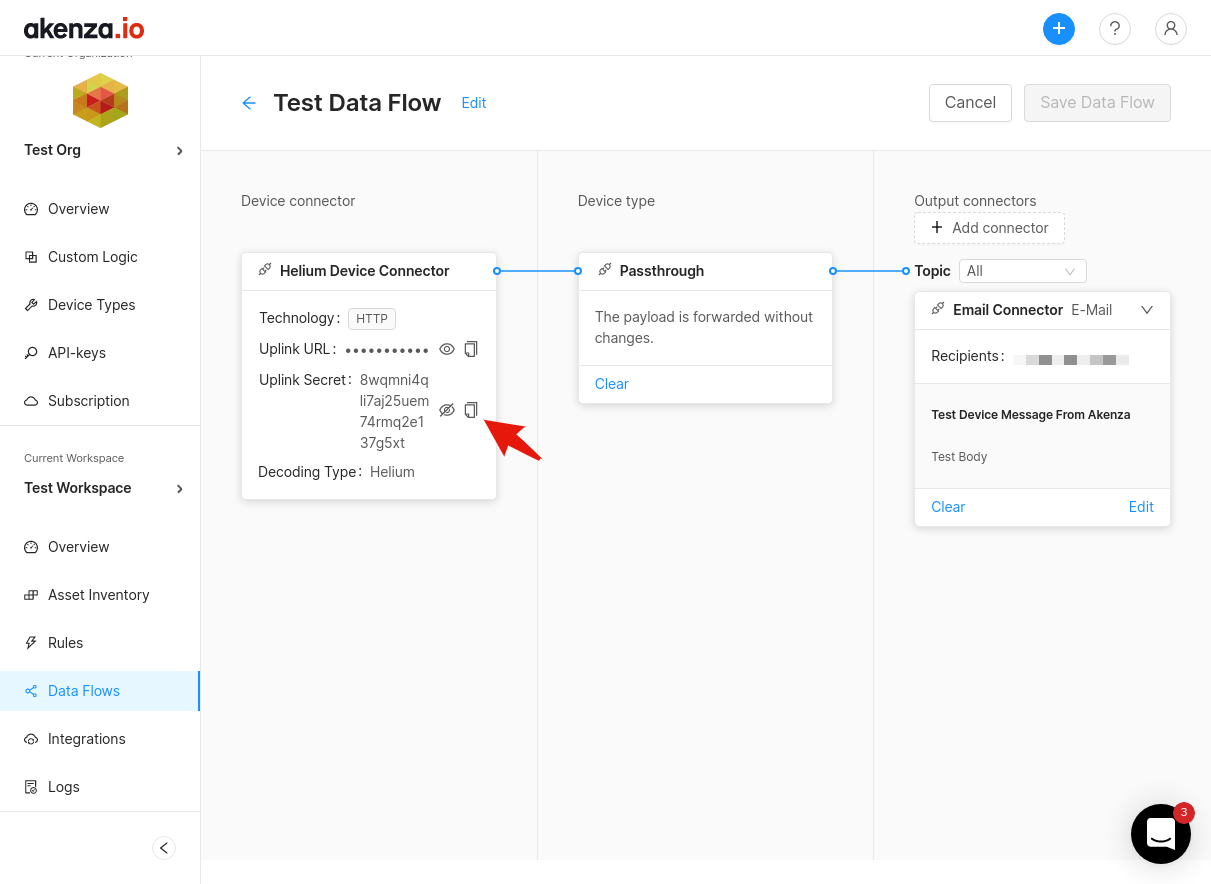 akenza.io
Current Organization
Test Org
Overview
Custom Logic
Device Types
API-keys
Subscription
Current Workspace
Test Workspace
Overview
Asset Inventory
Rules
Data Flows
Integrations
Logs
Test Data Flow Edit
Cancel Save Data Flow
Device connector
Helium Device Connector
Technology: HTTP
Uplink URL: •••••••••••
Uplink Secret: 8wqmni4q
li7aj25uem
74rmq2e1
37g5xt
Decoding Type: Helium
Device type
Passthrough
The payload is forwarded without
changes.
Clear
Output connectors
+ Add connector
Topic All
Email Connector E-Mail
Recipients:
Test Device Message From Akenza
Test Body
Clear Edit
3